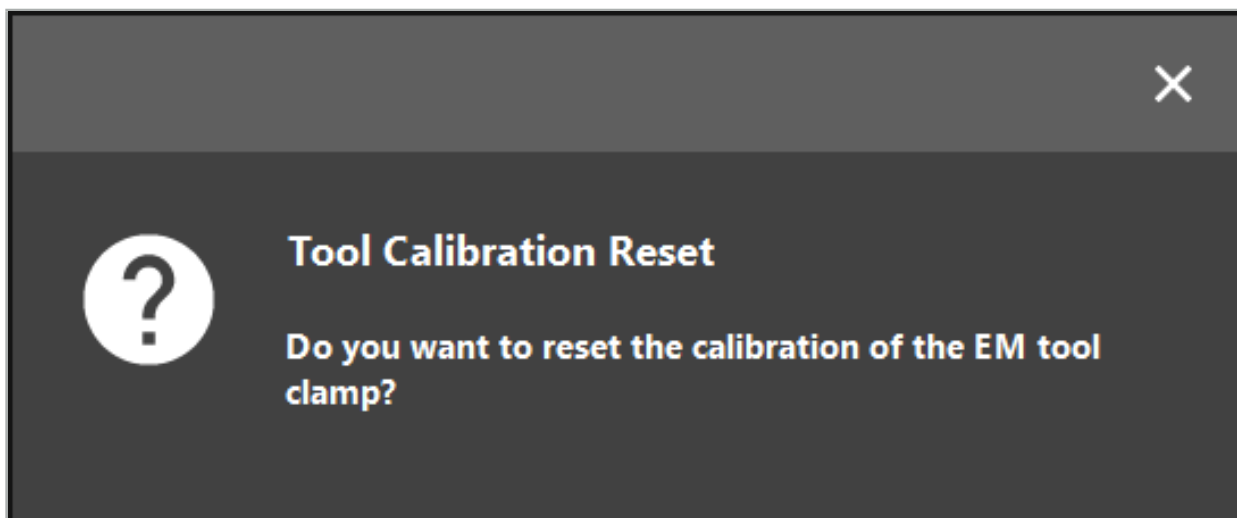 Tool Calibration Reset
Do you want to reset the calibration of the EM tool
clamp?